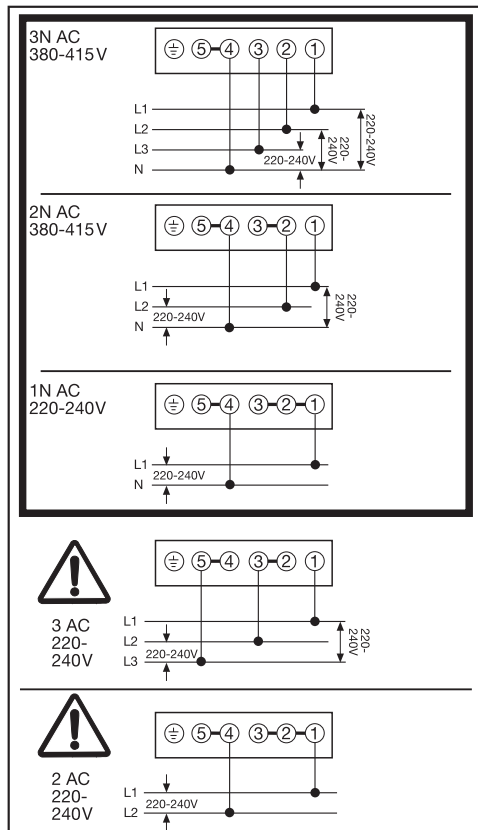 3N AC
380-415V
⏚ 5 4 3 2 1
L1
L2
L3
N
220-240V
220-
240V
220-240V
2N AC
380-415V
⏚ 5 4 3 2 1
L1
L2
N
220-240V
220-
240V
1N AC
220-240V
⏚ 5 4 3 2 1
L1
N
220-240V
!
3 AC
220-
240V
⏚ 5 4 3 2 1
L1
L2
L3
220-240V
220-
240V
!
2 AC
220-
240V
⏚ 5 4 3 2 1
L1
L2
220-240V